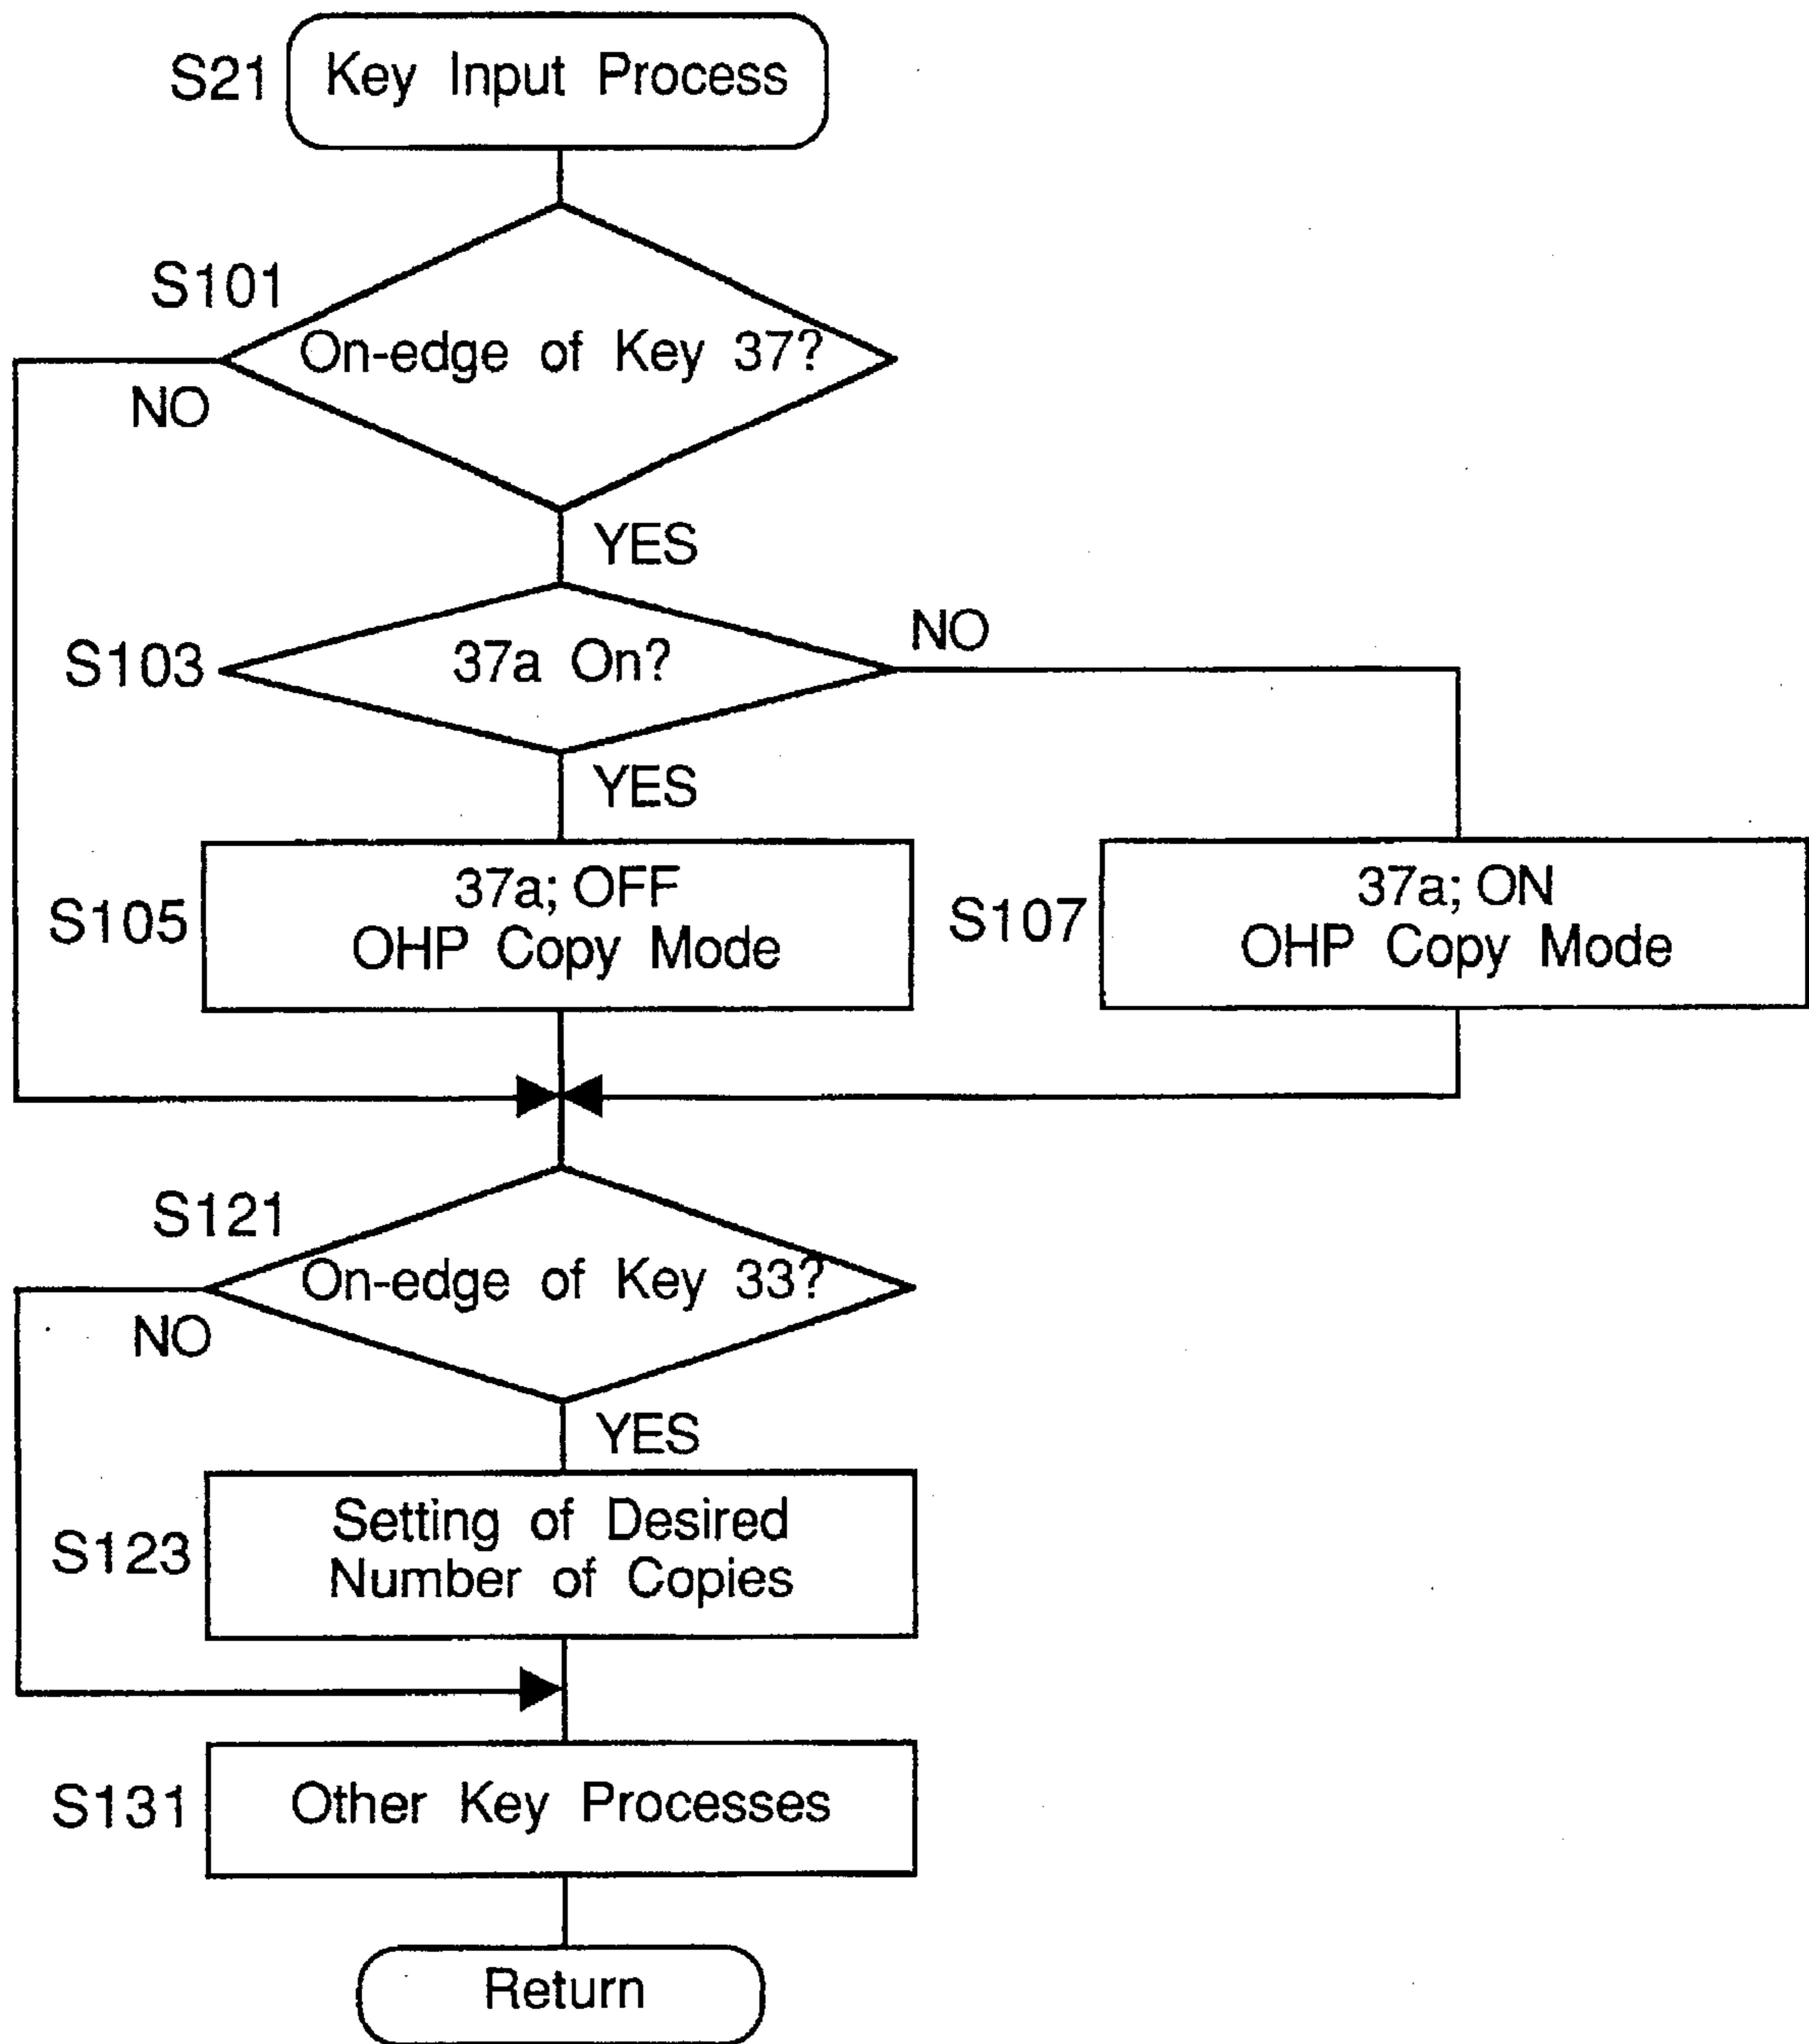 S21 Key Input Process
S101
On-edge of Key 37?
NO
YES
S103 37a On?
NO
YES
S105 37a; OFF
OHP Copy Mode
S107 37a; ON
OHP Copy Mode
S121
On-edge of Key 33?
NO
YES
S123 Setting of Desired
Number of Copies
S131 Other Key Processes
Return